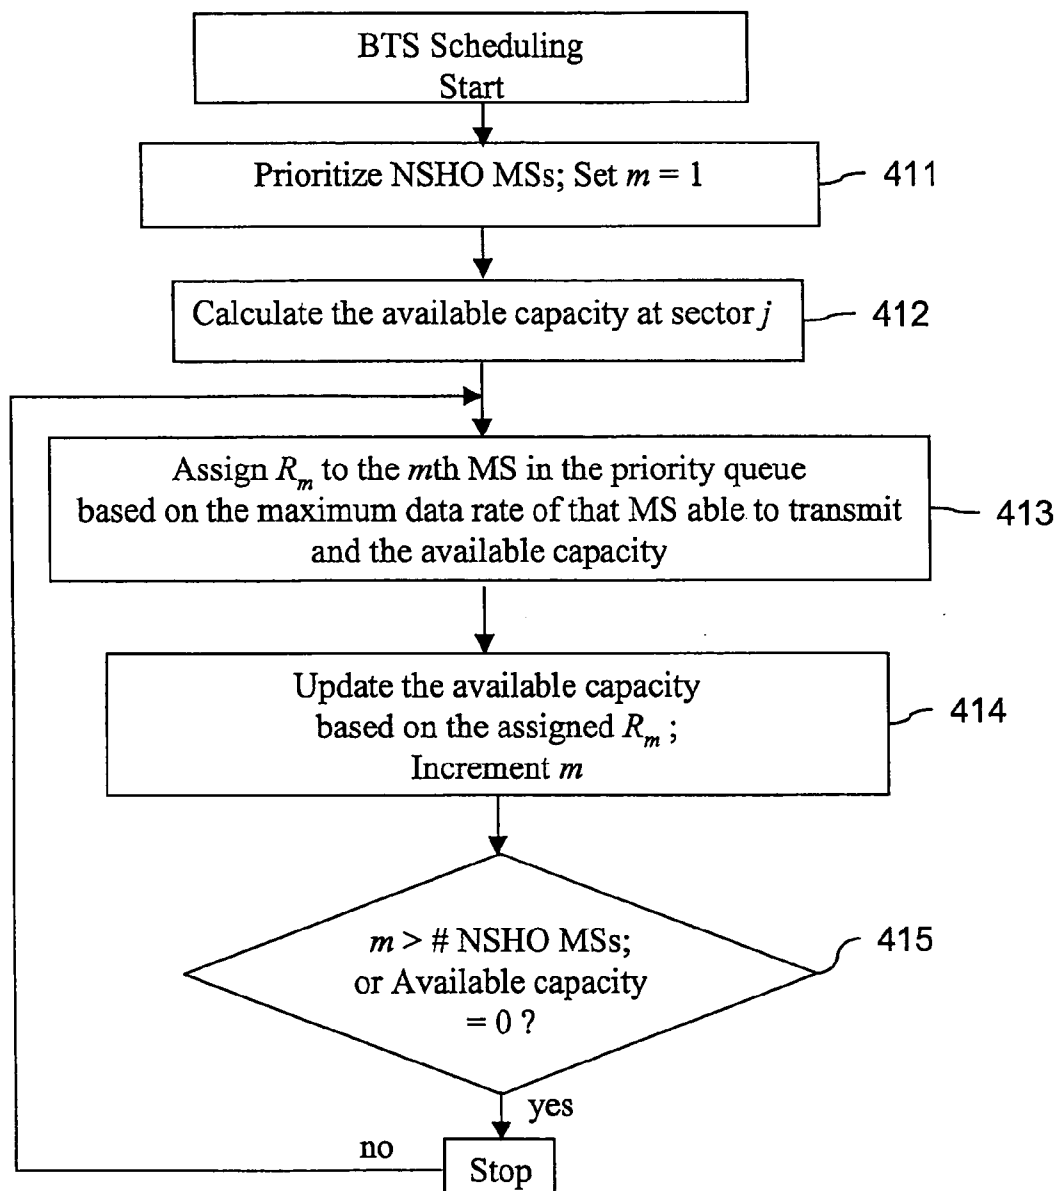 BTS Scheduling
Start
Prioritize NSHO MSs; Set m = 1
411
Calculate the available capacity at sector j
412
Assign Rm to the mth MS in the priority queue
based on the maximum data rate of that MS able to transmit
and the available capacity
413
Update the available capacity
based on the assigned Rm ;
Increment m
414
m > # NSHO MSs;
or Available capacity
= 0 ?
415
yes
no
Stop